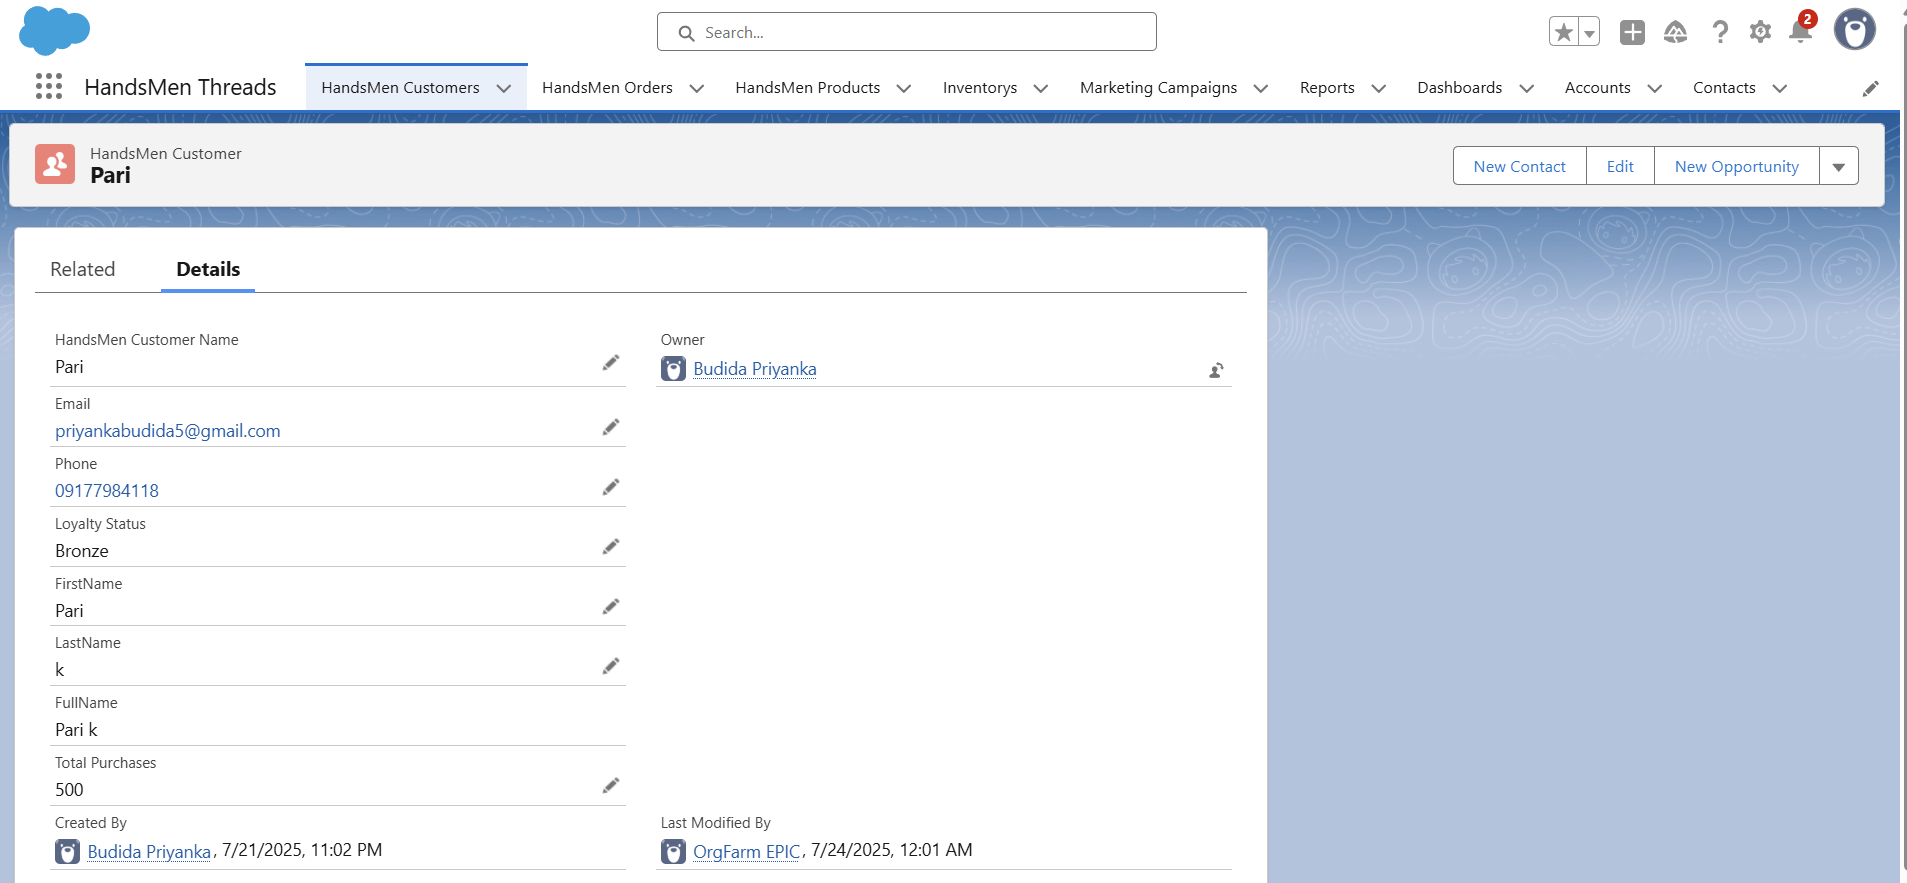 Search...
2
HandsMen Threads
HandsMen Customers
HandsMen Orders
HandsMen Products
Inventorys
Marketing Campaigns
Reports
Dashboards
Accounts
Contacts
HandsMen Customer
Pari
New Contact
Edit
New Opportunity
Related
Details
HandsMen Customer Name
Pari
Owner
Budida Priyanka
Email
priyankabudida5@gmail.com
Phone
09177984118
Loyalty Status
Bronze
FirstName
Pari
LastName
k
FullName
Pari k
Total Purchases
500
Created By
Budida Priyanka, 7/21/2025, 11:02 PM
Last Modified By
OrgFarm EPIC, 7/24/2025, 12:01 AM